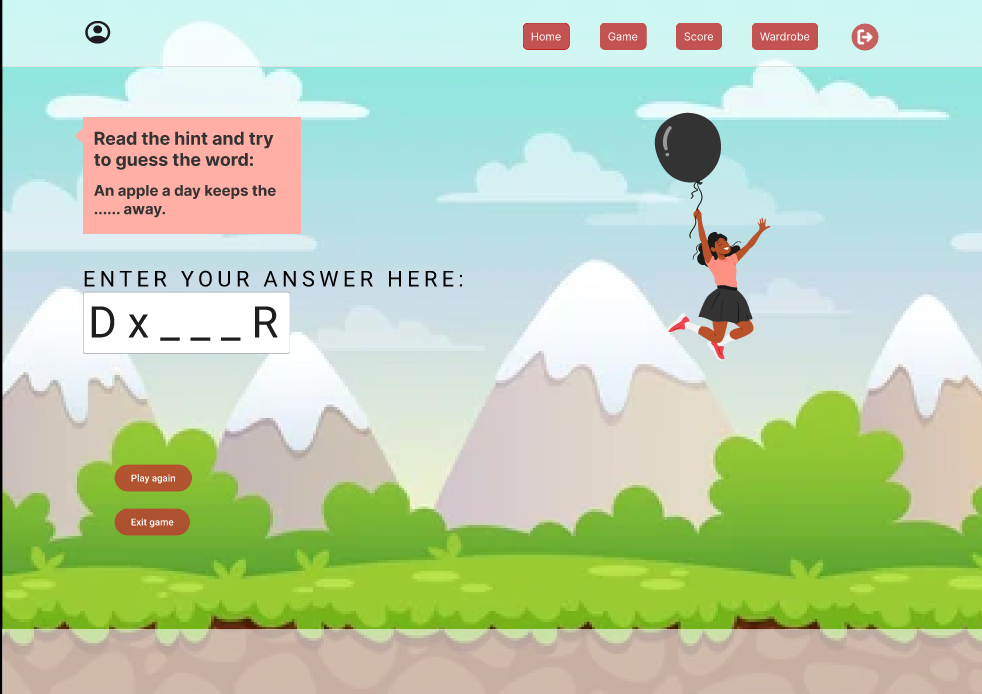 Home Game Score Wardrobe
Read the hint and try
to guess the word:
An apple a day keeps the
...... away.
ENTER YOUR ANSWER HERE:
D x _ _ _ R
Play again
Exit game